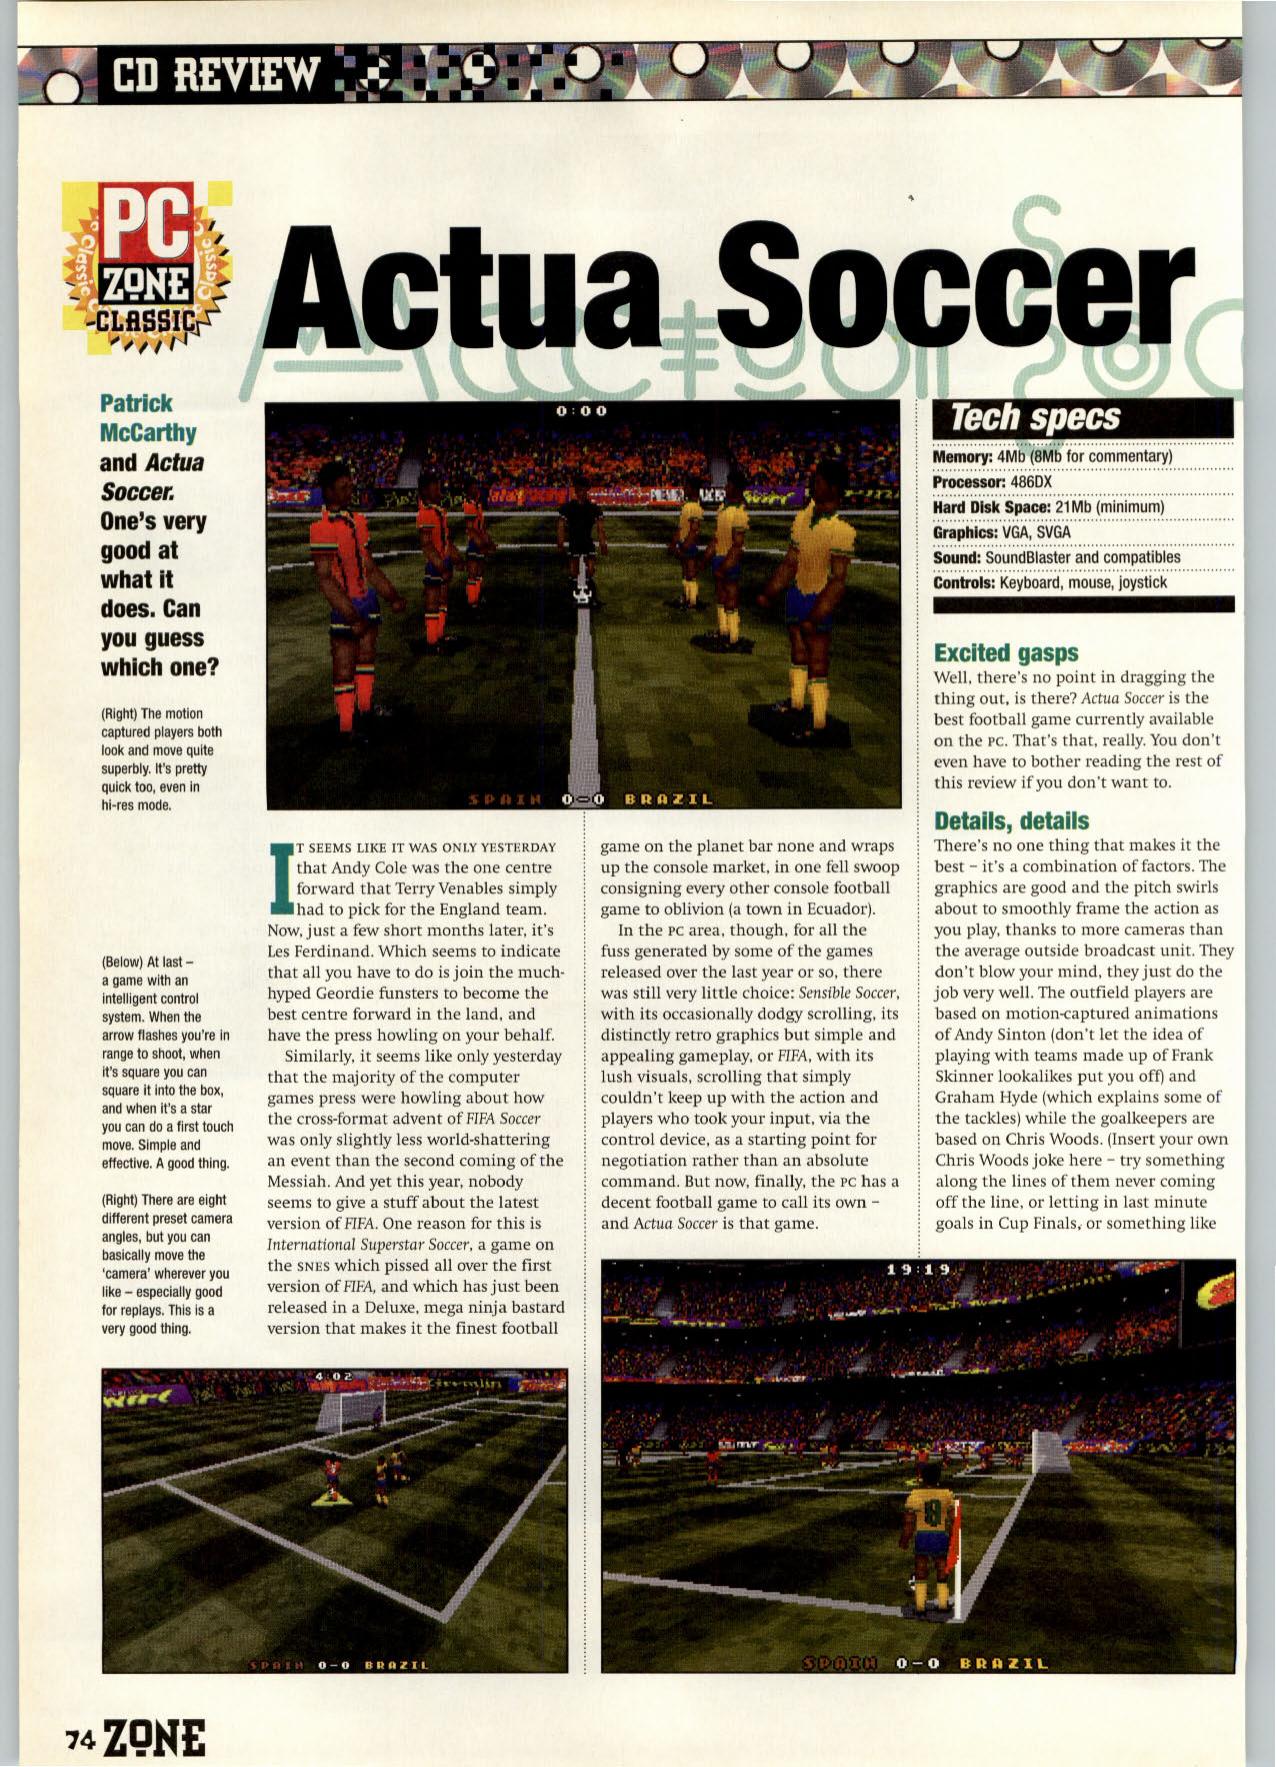 CD REVIEW
PC
ZONE
CLASSIC
Classic
Classic
Actua Soccer
Patrick
McCarthy
and Actua
Soccer.
One's very
good at
what it
does. Can
you guess
which one?
(Right) The motion
captured players both
look and move quite
superbly. It's pretty
quick too, even in
hi-res mode.
(Below) At last –
a game with an
intelligent control
system. When the
arrow flashes you're in
range to shoot, when
it's square you can
square it into the box,
and when it's a star
you can do a first touch
move. Simple and
effective. A good thing.
(Right) There are eight
different preset camera
angles, but you can
basically move the
'camera' wherever you
like – especially good
for replays. This is a
very good thing.
0:00
SPAIN 0-0 BRAZIL
IT SEEMS LIKE IT WAS ONLY YESTERDAY
that Andy Cole was the one centre
forward that Terry Venables simply
had to pick for the England team.
Now, just a few short months later, it's
Les Ferdinand. Which seems to indicate
that all you have to do is join the much-
hyped Geordie funsters to become the
best centre forward in the land, and
have the press howling on your behalf.
Similarly, it seems like only yesterday
that the majority of the computer
games press were howling about how
the cross-format advent of FIFA Soccer
was only slightly less world-shattering
an event than the second coming of the
Messiah. And yet this year, nobody
seems to give a stuff about the latest
version of FIFA. One reason for this is
International Superstar Soccer, a game on
the SNES which pissed all over the first
version of FIFA, and which has just been
released in a Deluxe, mega ninja bastard
version that makes it the finest football
game on the planet bar none and wraps
up the console market, in one fell swoop
consigning every other console football
game to oblivion (a town in Ecuador).
In the PC area, though, for all the
fuss generated by some of the games
released over the last year or so, there
was still very little choice: Sensible Soccer,
with its occasionally dodgy scrolling, its
distinctly retro graphics but simple and
appealing gameplay, or FIFA, with its
lush visuals, scrolling that simply
couldn't keep up with the action and
players who took your input, via the
control device, as a starting point for
negotiation rather than an absolute
command. But now, finally, the PC has a
decent football game to call its own –
and Actua Soccer is that game.
Tech specs
Memory: 4Mb (8Mb for commentary)
Processor: 486DX
Hard Disk Space: 21Mb (minimum)
Graphics: VGA, SVGA
Sound: SoundBlaster and compatibles
Controls: Keyboard, mouse, joystick
Excited gasps
Well, there's no point in dragging the
thing out, is there? Actua Soccer is the
best football game currently available
on the PC. That's that, really. You don't
even have to bother reading the rest of
this review if you don't want to.
Details, details
There's no one thing that makes it the
best – it's a combination of factors. The
graphics are good and the pitch swirls
about to smoothly frame the action as
you play, thanks to more cameras than
the average outside broadcast unit. They
don't blow your mind, they just do the
job very well. The outfield players are
based on motion-captured animations
of Andy Sinton (don't let the idea of
playing with teams made up of Frank
Skinner lookalikes put you off) and
Graham Hyde (which explains some of
the tackles) while the goalkeepers are
based on Chris Woods. (Insert your own
Chris Woods joke here – try something
along the lines of them never coming
off the line, or letting in last minute
goals in Cup Finals, or something like
4:02
SPAIN 0-0 BRAZIL
19:19
SPAIN 0-0 BRAZIL
74 ZONE